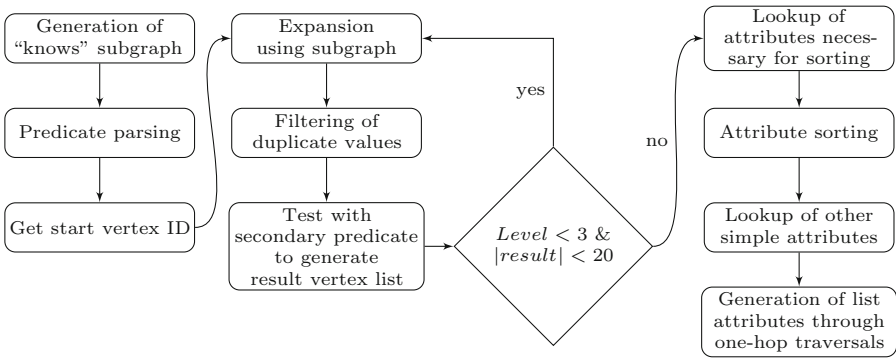 Generation of
“knows” subgraph
Predicate parsing
Get start vertex ID
Expansion
using subgraph
Filtering of
duplicate values
Test with
secondary predicate
to generate
result vertex list
yes
Level < 3 &
|result| < 20
no
Lookup of
attributes neces-
sary for sorting
Attribute sorting
Lookup of other
simple attributes
Generation of list
attributes through
one-hop traversals